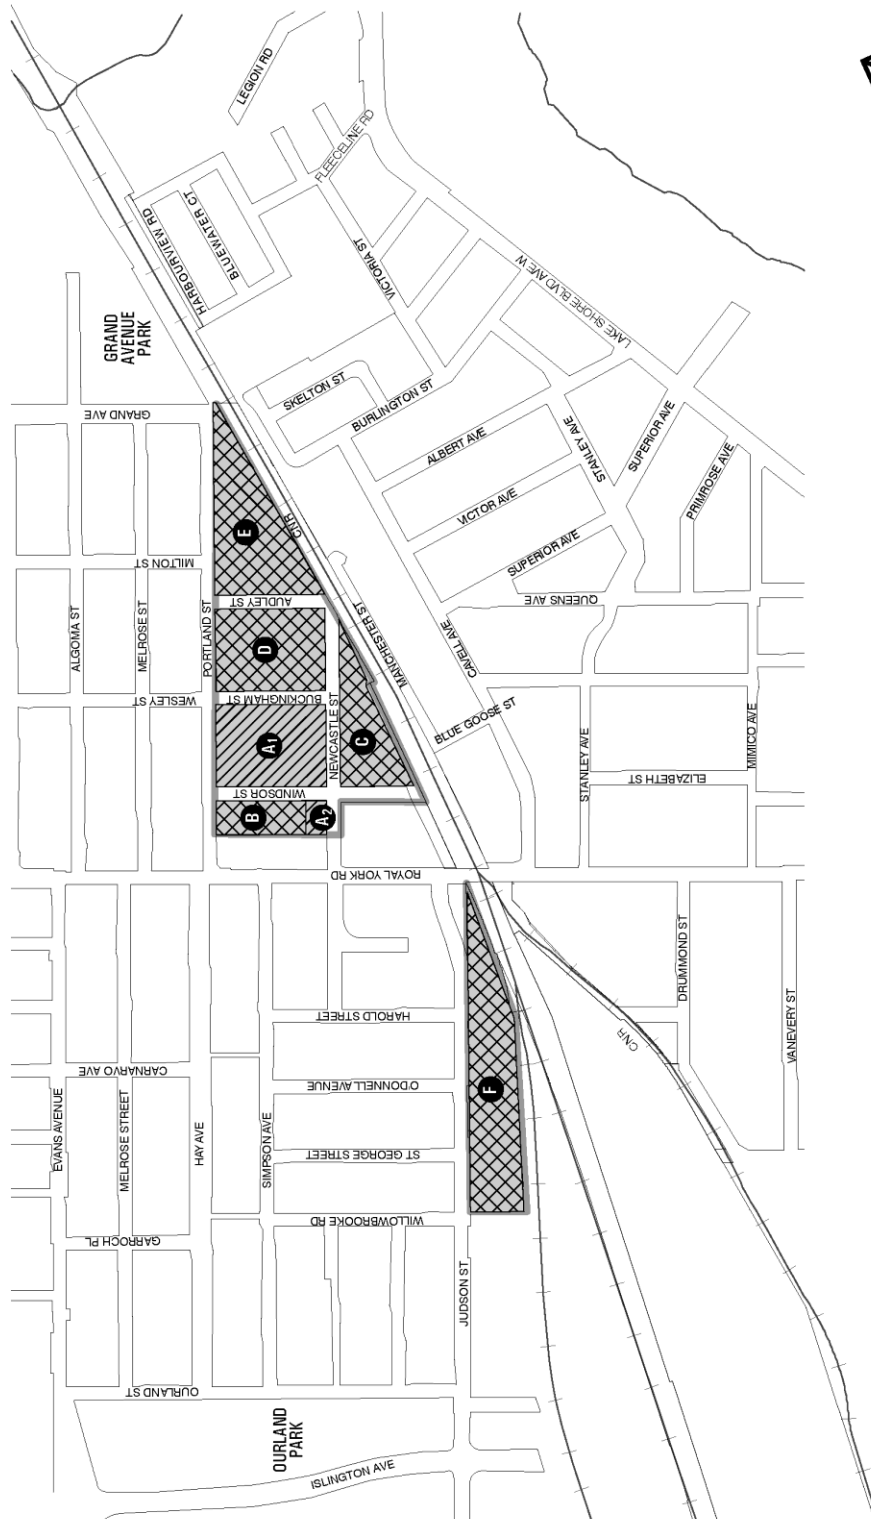 LEGION RD
FLEECELINE RD
HARBOURVIEW RD
BLUEWATER CT
VICTORIA ST
GRAND
AVENUE
PARK
LAKE SHORE BLVD AVE W
SKELTON ST
BURLINGTON ST
GRAND AVE
ALBERT AVE
STANLEY AVE
SUPERIOR AVE
VICTOR AVE
PRIMROSE AVE
E
CNR
MILTON ST
SUPERIOR AVE
AUDLEY ST
QUEENS AVE
ALGOMA ST
MELROSE ST
PORTLAND ST
D
MANCHESTER ST
CAVELL AVE
WESLEY ST
BUCKINGHAM ST
NEWCASTLE ST
BLUE GOOSE ST
A1
C
STANLEY AVE
MIMICO AVE
ELIZABETH ST
WINDSOR ST
B
A2
ROYAL YORK RD
DRUMMOND ST
VANEVERY ST
HAROLD STREET
CNR
CARNARVO AVE
O'DONNELL AVENUE
F
EVANS AVENUE
MELROSE STREET
HAY AVE
SIMPSON AVE
ST GEORGE STREET
WILLOWBROOKE RD
GARROCH PL
JUDSON ST
OURLAND ST
OURLAND
PARK
ISLINGTON AVE